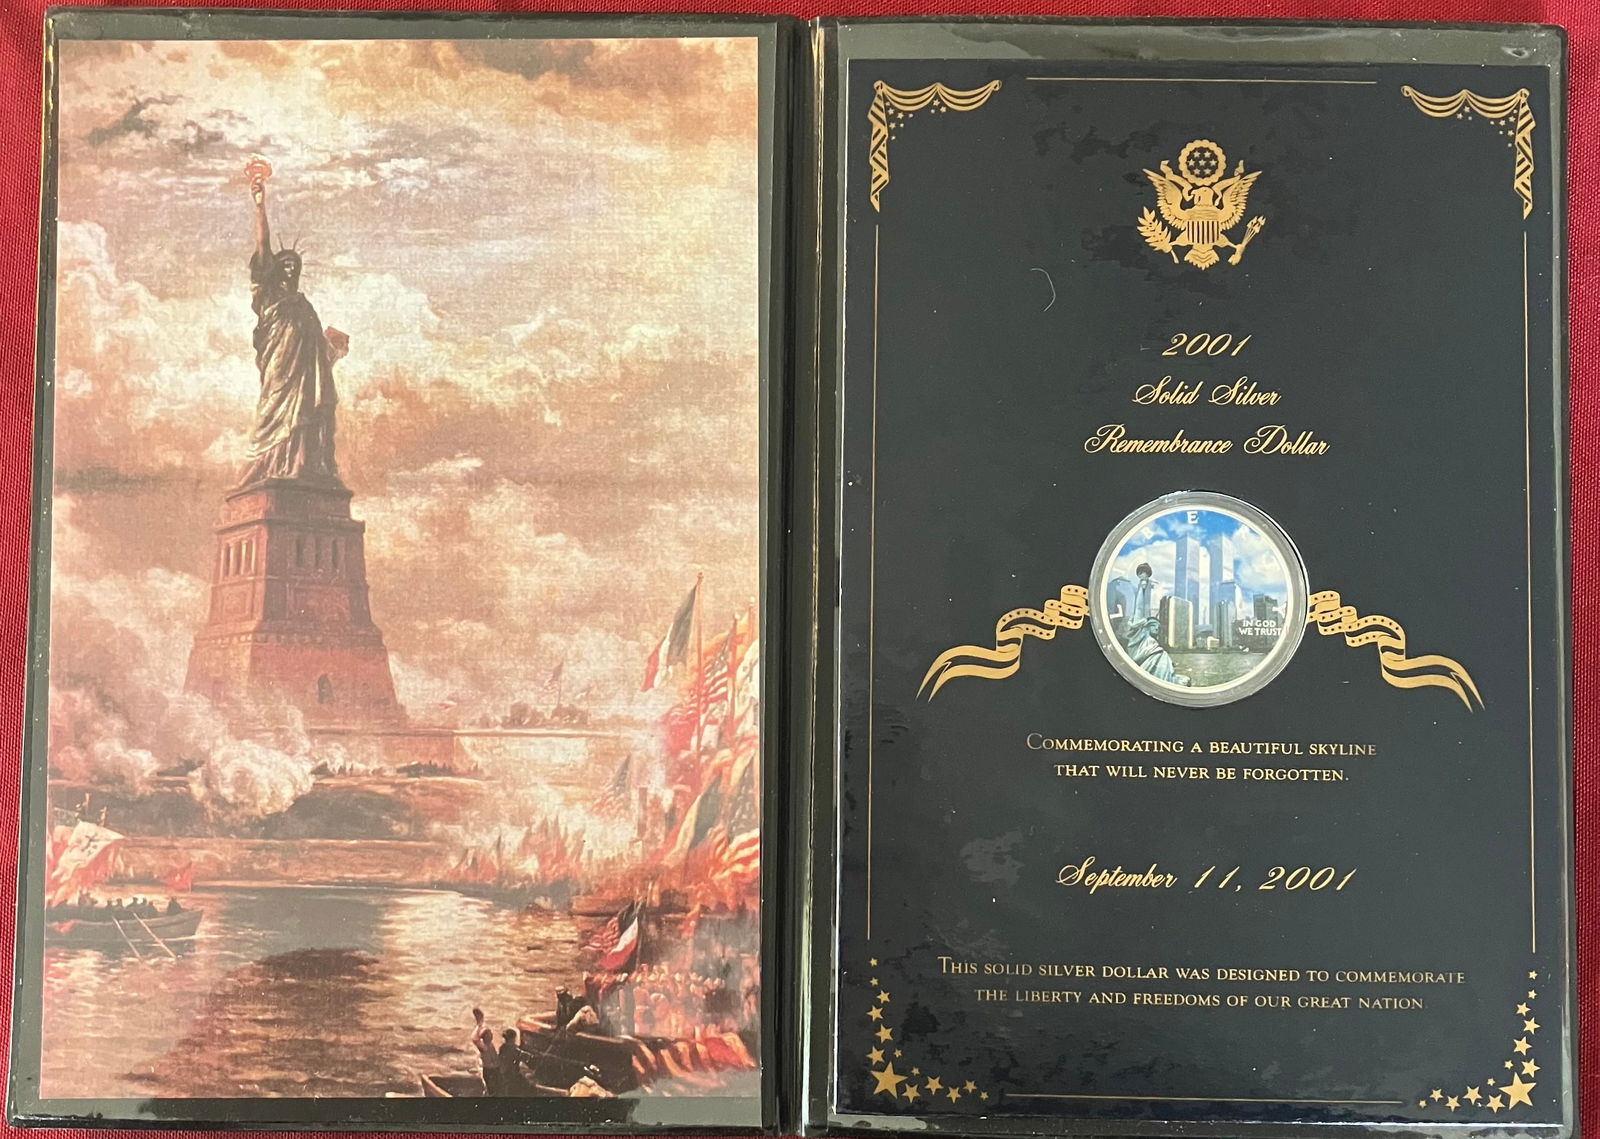 2001
Solid Silver
Remembrance Dollar
E
IN GOD
WE TRUST
COMMEMORATING A BEAUTIFUL SKYLINE
THAT WILL NEVER BE FORGOTTEN.
September 11, 2001
THIS SOLID SILVER DOLLAR WAS DESIGNED TO COMMEMORATE
THE LIBERTY AND FREEDOMS OF OUR GREAT NATION.